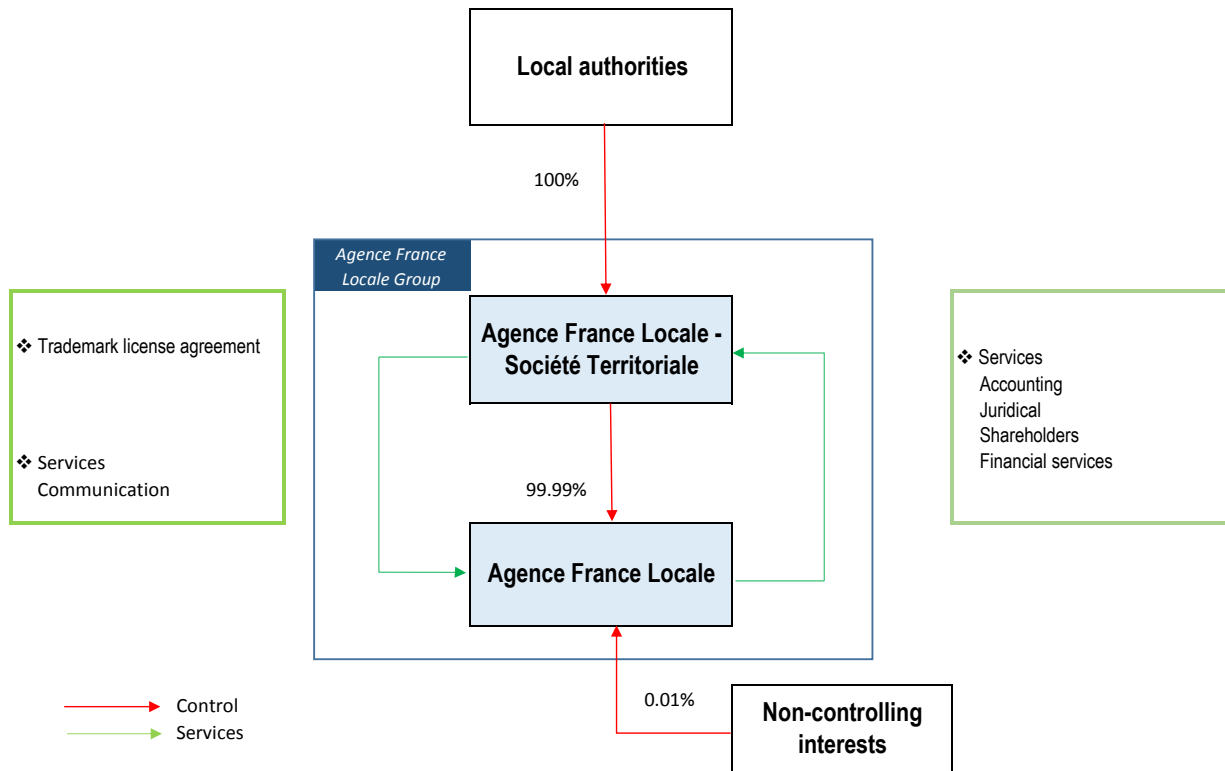 Local authorities
100%
Agence France
Locale Group
Agence France Locale -
Société Territoriale
❖ Trademark license agreement
❖ Services
Communication
❖ Services
Accounting
Juridical
Shareholders
Financial services
99.99%
Agence France Locale
0.01%
Non-controlling
interests
Control
Services